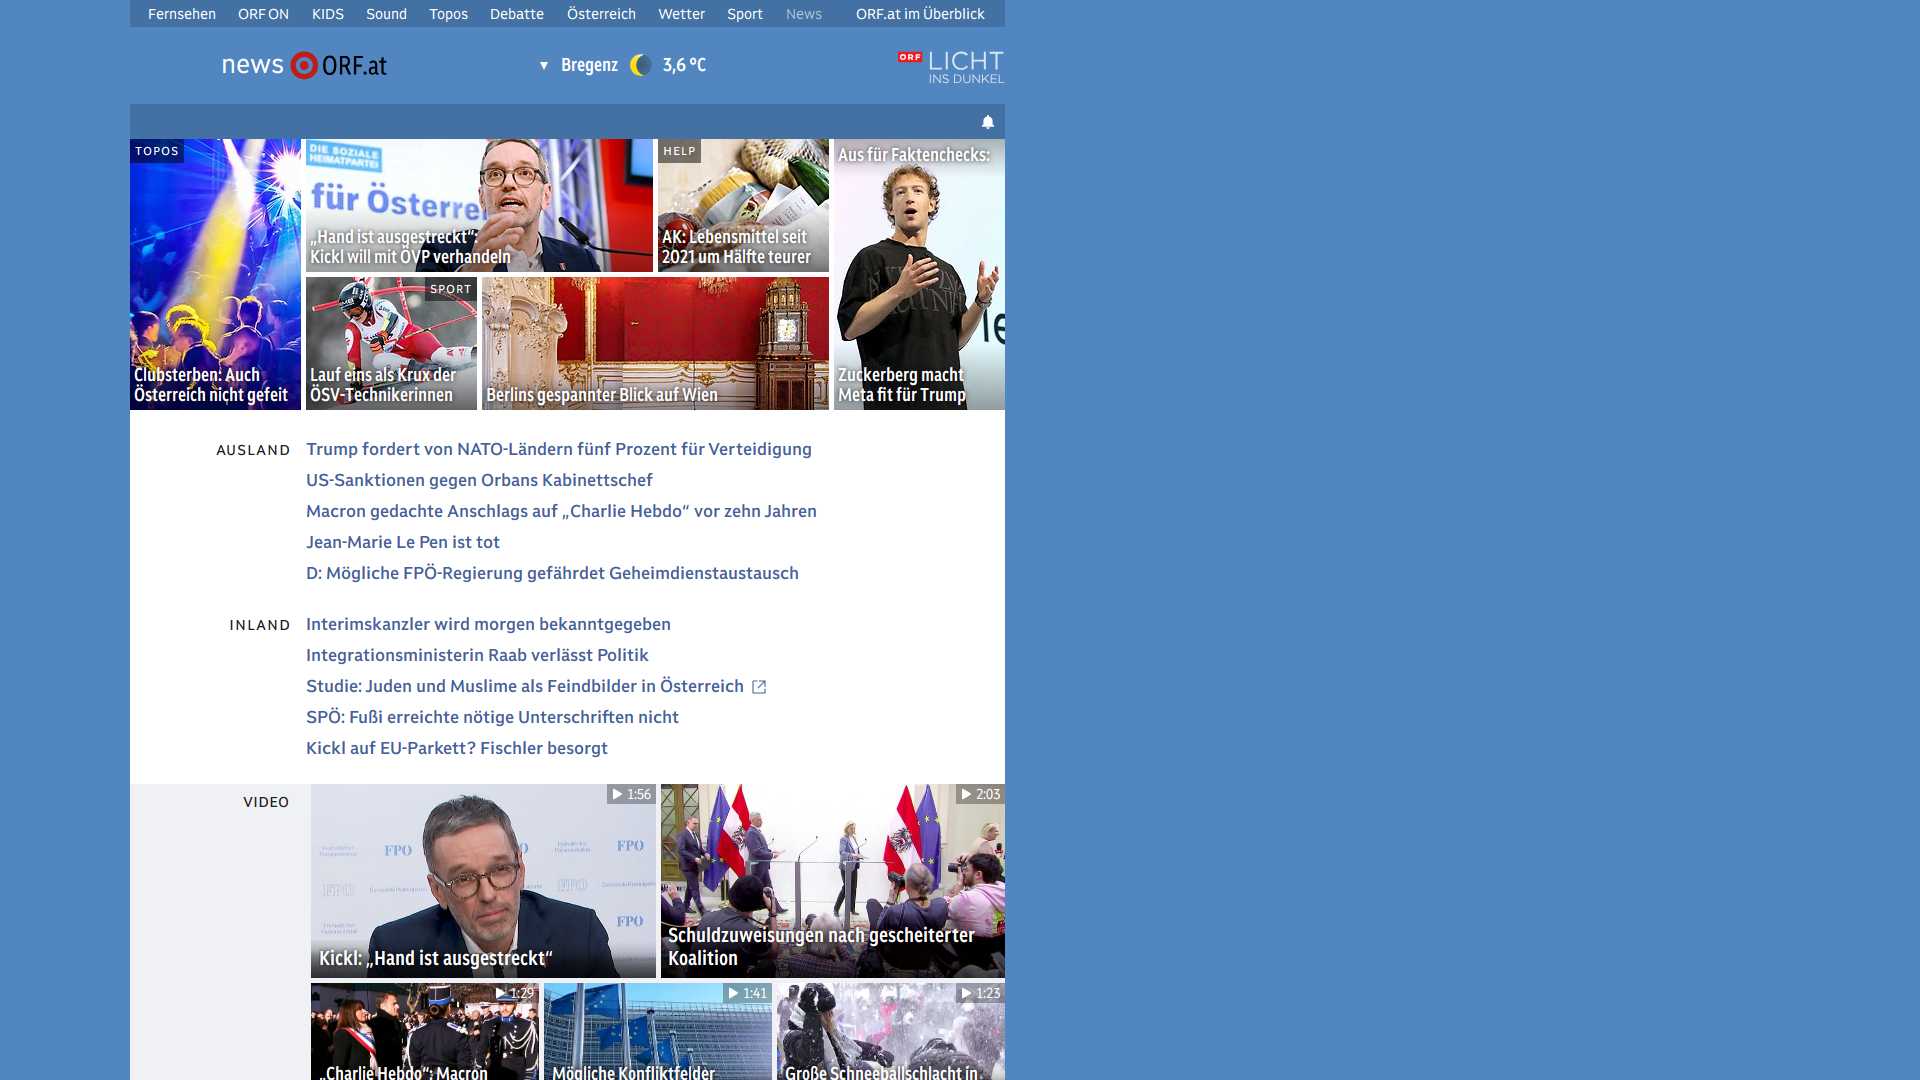 Fernsehen ORF ON KIDS Sound Topos Debatte Österreich Wetter Sport News ORF.at im Überblick
news ORF.at
▼ Bregenz 3,6 °C
ORF LICHT
INS DUNKEL
TOPOS
Clubsterben: Auch
Österreich nicht gefeit
DIE SOZIALE
HEIMATPARTEI
für Österre
„Hand ist ausgestreckt“:
Kickl will mit ÖVP verhandeln
HELP
AK: Lebensmittel seit
2021 um Hälfte teurer
Aus für Faktenchecks:
Zuckerberg macht
Meta fit für Trump
SPORT
Lauf eins als Krux der
ÖSV-Technikerinnen
Berlins gespannter Blick auf Wien
AUSLAND
Trump fordert von NATO-Ländern fünf Prozent für Verteidigung
US-Sanktionen gegen Orbans Kabinettschef
Macron gedachte Anschlags auf „Charlie Hebdo“ vor zehn Jahren
Jean-Marie Le Pen ist tot
D: Mögliche FPÖ-Regierung gefährdet Geheimdienstaustausch
INLAND
Interimskanzler wird morgen bekanntgegeben
Integrationsministerin Raab verlässt Politik
Studie: Juden und Muslime als Feindbilder in Österreich
SPÖ: Fußi erreichte nötige Unterschriften nicht
Kickl auf EU-Parkett? Fischler besorgt
VIDEO
1:56
FPÖ
FPÖ
FPÖ
FPÖ
FPÖ
Kickl: „Hand ist ausgestreckt“
2:03
Schuldzuweisungen nach gescheiterter
Koalition
1:29
„Charlie Hebdo“: Macron
1:41
Mögliche Konfliktfelder
1:23
Große Schneeballschlacht in